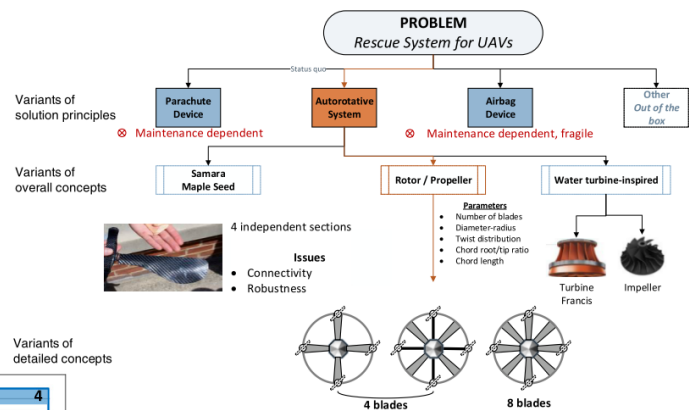 PROBLEM
Rescue System for UAVs
Status quo
Variants of
solution principles
Parachute
Device
Autorotative
System
Airbag
Device
Other
Out of the
box
⊗ Maintenance dependent
⊗ Maintenance dependent, fragile
Variants of
overall concepts
Samara
Maple Seed
Rotor / Propeller
Water turbine-inspired
Parameters
• Number of blades
• Diameter-radius
• Twist distribution
• Chord root/tip ratio
• Chord length
4 independent sections
Issues
• Connectivity
• Robustness
Turbine
Francis
Impeller
Variants of
detailed concepts
4
4 blades
8 blades